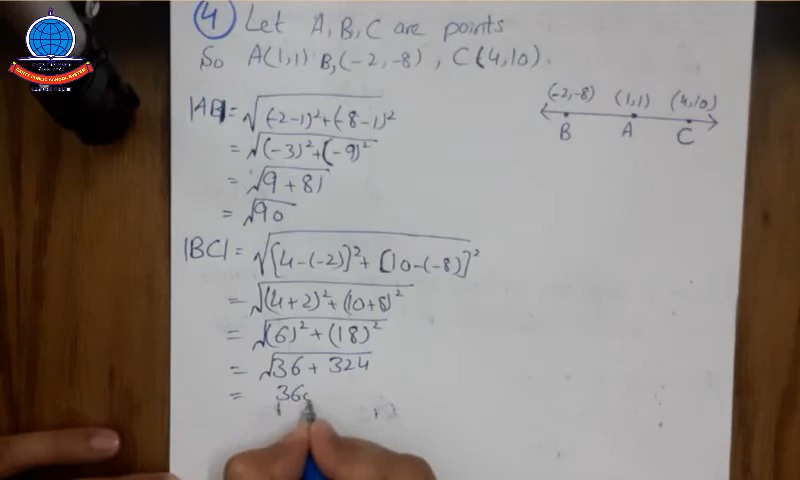 ④ Let A, B, C are points
So A(1,1) B,(-2,-8), C(4,10).
(-2,-8) (1,1) (4,10)
B A C
|AB| = √(-2-1)²+(-8-1)²
= √(-3)²+(-9)²
= √9+81
= √90
|BC| = √[4-(-2)]²+[10-(-8)]²
= √(4+2)²+(10+8)²
= √(6)²+(18)²
= √36+324
= 36